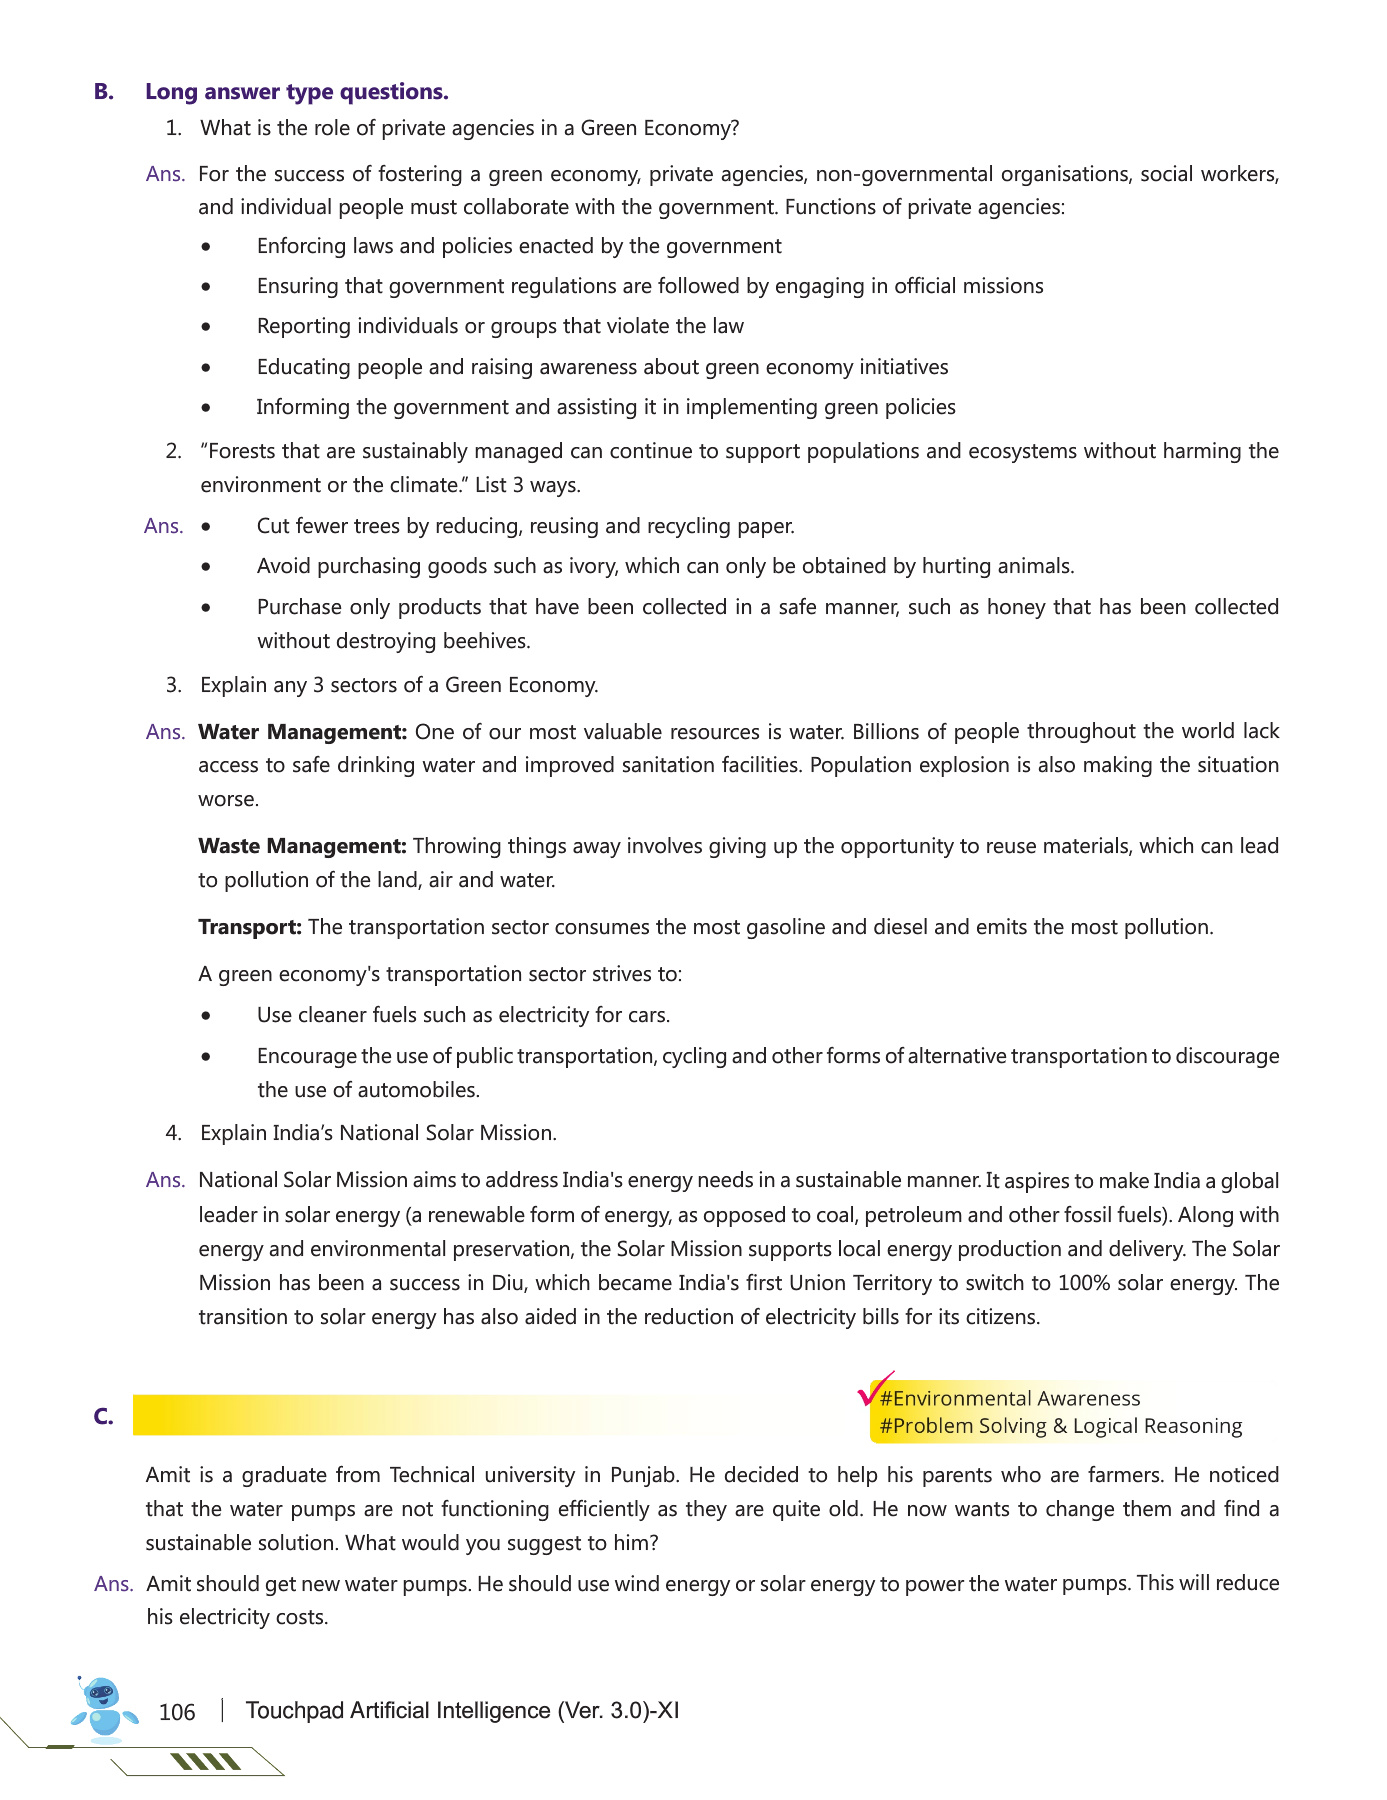 B. Long answer type questions.
1. What is the role of private agencies in a Green Economy?
Ans. For the success of fostering a green economy, private agencies, non-governmental organisations, social workers,
and individual people must collaborate with the government. Functions of private agencies:
● Enforcing laws and policies enacted by the government
● Ensuring that government regulations are followed by engaging in official missions
● Reporting individuals or groups that violate the law
● Educating people and raising awareness about green economy initiatives
● Informing the government and assisting it in implementing green policies
2. “Forests that are sustainably managed can continue to support populations and ecosystems without harming the
environment or the climate.” List 3 ways.
Ans. ● Cut fewer trees by reducing, reusing and recycling paper.
● Avoid purchasing goods such as ivory, which can only be obtained by hurting animals.
● Purchase only products that have been collected in a safe manner, such as honey that has been collected
without destroying beehives.
3. Explain any 3 sectors of a Green Economy.
Ans. Water Management: One of our most valuable resources is water. Billions of people throughout the world lack
access to safe drinking water and improved sanitation facilities. Population explosion is also making the situation
worse.
Waste Management: Throwing things away involves giving up the opportunity to reuse materials, which can lead
to pollution of the land, air and water.
Transport: The transportation sector consumes the most gasoline and diesel and emits the most pollution.
A green economy's transportation sector strives to:
● Use cleaner fuels such as electricity for cars.
● Encourage the use of public transportation, cycling and other forms of alternative transportation to discourage
the use of automobiles.
4. Explain India’s National Solar Mission.
Ans. National Solar Mission aims to address India's energy needs in a sustainable manner. It aspires to make India a global
leader in solar energy (a renewable form of energy, as opposed to coal, petroleum and other fossil fuels). Along with
energy and environmental preservation, the Solar Mission supports local energy production and delivery. The Solar
Mission has been a success in Diu, which became India's first Union Territory to switch to 100% solar energy. The
transition to solar energy has also aided in the reduction of electricity bills for its citizens.
#Environmental Awareness
C.
#Problem Solving & Logical Reasoning
Amit is a graduate from Technical university in Punjab. He decided to help his parents who are farmers. He noticed
that the water pumps are not functioning efficiently as they are quite old. He now wants to change them and find a
sustainable solution. What would you suggest to him?
Ans. Amit should get new water pumps. He should use wind energy or solar energy to power the water pumps. This will reduce
his electricity costs.
106 | Touchpad Artificial Intelligence (Ver. 3.0)-XI